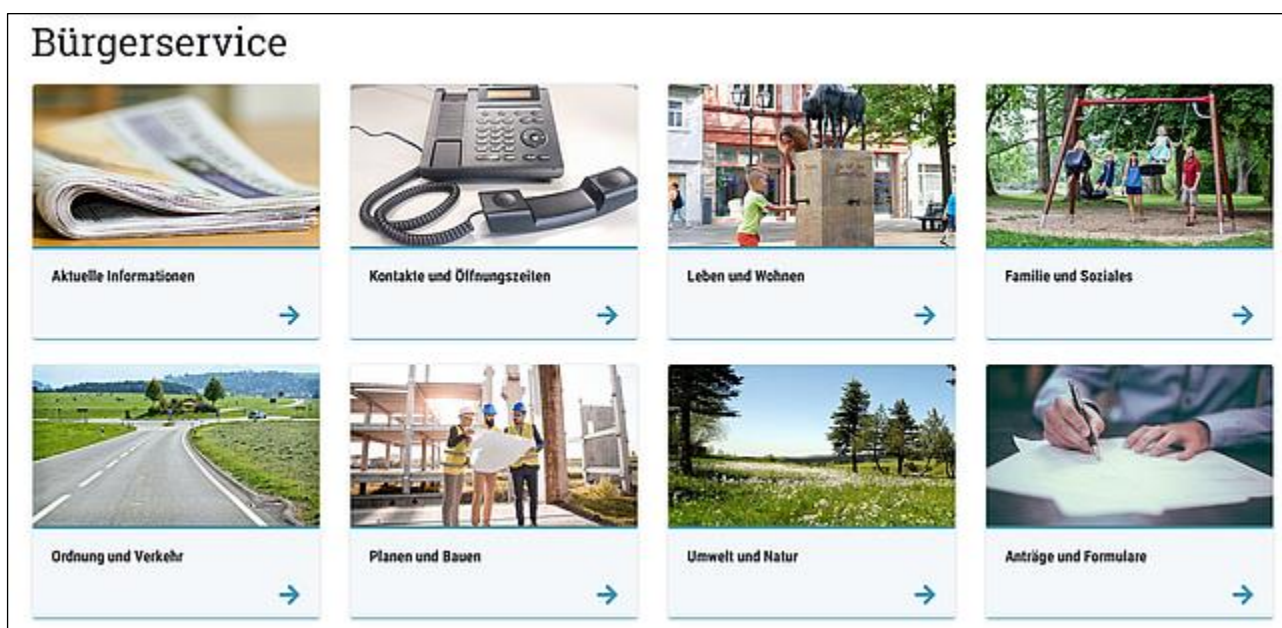 Bürgerservice
Aktuelle Informationen
Kontakte und Öffnungszeiten
Leben und Wohnen
Familie und Soziales
Ordnung und Verkehr
Planen und Bauen
Umwelt und Natur
Anträge und Formulare